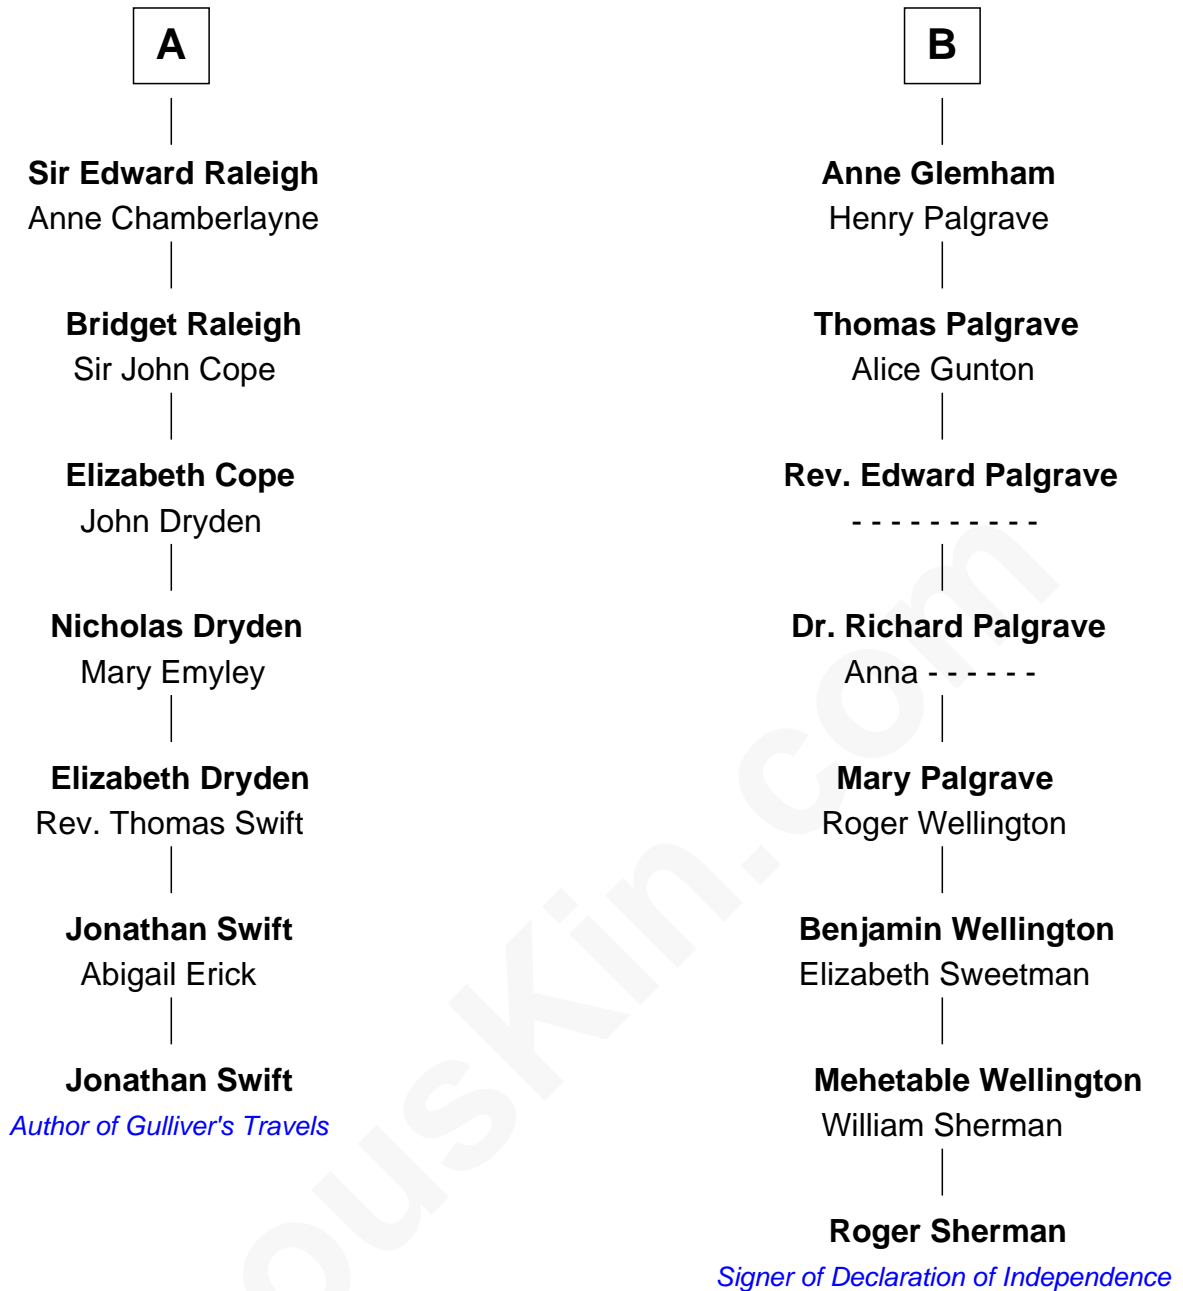 A
Sir Edward Raleigh
Anne Chamberlayne
Bridget Raleigh
Sir John Cope
Elizabeth Cope
John Dryden
Nicholas Dryden
Mary Emyley
Elizabeth Dryden
Rev. Thomas Swift
Jonathan Swift
Abigail Erick
Jonathan Swift
Author of Gulliver's Travels
B
Anne Glemham
Henry Palgrave
Thomas Palgrave
Alice Gunton
Rev. Edward Palgrave
- - - - - - - - - -
Dr. Richard Palgrave
Anna - - - - - -
Mary Palgrave
Roger Wellington
Benjamin Wellington
Elizabeth Sweetman
Mehetable Wellington
William Sherman
Roger Sherman
Signer of Declaration of Independence
ousKin.com